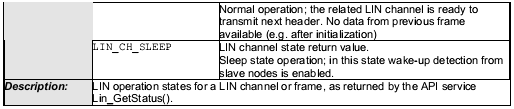 Normal operation; the related LIN channel is ready to
transmit next header. No data from previous frame
available (e.g. after initialization)
LIN_CH_SLEEP LIN channel state return value.
Sleep state operation; in this state wake-up detection from
slave nodes is enabled.
Description: LIN operation states for a LIN channel or frame, as returned by the API service
Lin_GetStatus().